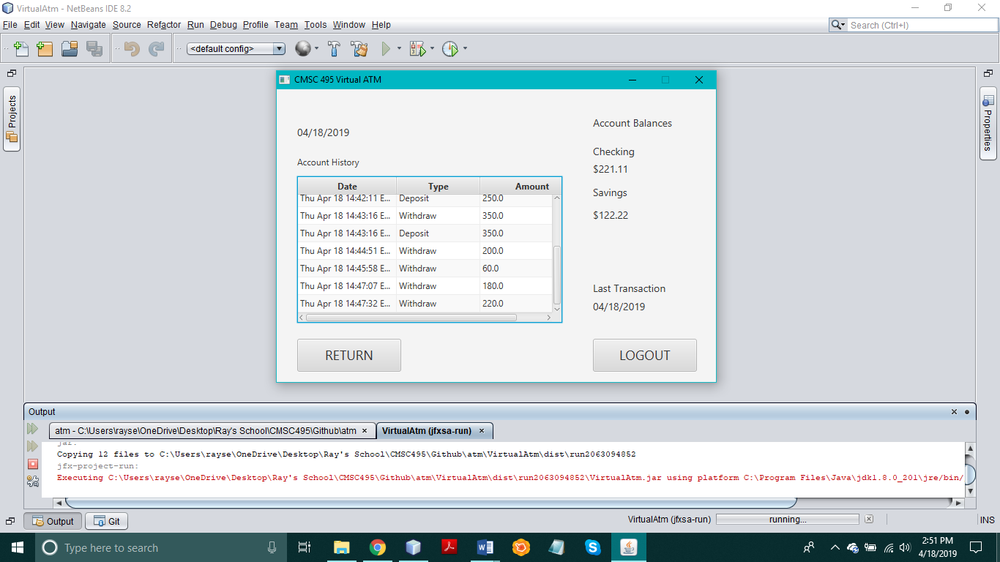 VirtualAtm - NetBeans IDE 8.2
File Edit View Navigate Source Refactor Run Debug Profile Team Tools Window Help
Search (Ctrl+I)
<default config>
Projects
Properties
CMSC 495 Virtual ATM
04/18/2019
Account History
Date Type Amount
Thu Apr 18 14:42:11 E... Deposit 250.0
Thu Apr 18 14:43:16 E... Withdraw 350.0
Thu Apr 18 14:43:16 E... Deposit 350.0
Thu Apr 18 14:44:51 E... Withdraw 200.0
Thu Apr 18 14:45:58 E... Withdraw 60.0
Thu Apr 18 14:47:07 E... Withdraw 180.0
Thu Apr 18 14:47:32 E... Withdraw 220.0
Account Balances
Checking
$221.11
Savings
$122.22
Last Transaction
04/18/2019
RETURN
LOGOUT
Output
atm - C:\Users\rayse\OneDrive\Desktop\Ray's School\CMSC495\Github\atm
VirtualAtm (jfxsa-run)
jar:
Copying 12 files to C:\Users\rayse\OneDrive\Desktop\Ray's School\CMSC495\Github\atm\VirtualAtm\dist\run2063094852
jfx-project-run:
Executing C:\Users\rayse\OneDrive\Desktop\Ray's School\CMSC495\Github\atm\VirtualAtm\dist\run2063094852\VirtualAtm.jar using platform C:\Program Files\Java\jdk1.8.0_201\jre/bin/
Output
Git
VirtualAtm (jfxsa-run)
running...
INS
Type here to search
2:51 PM
4/18/2019